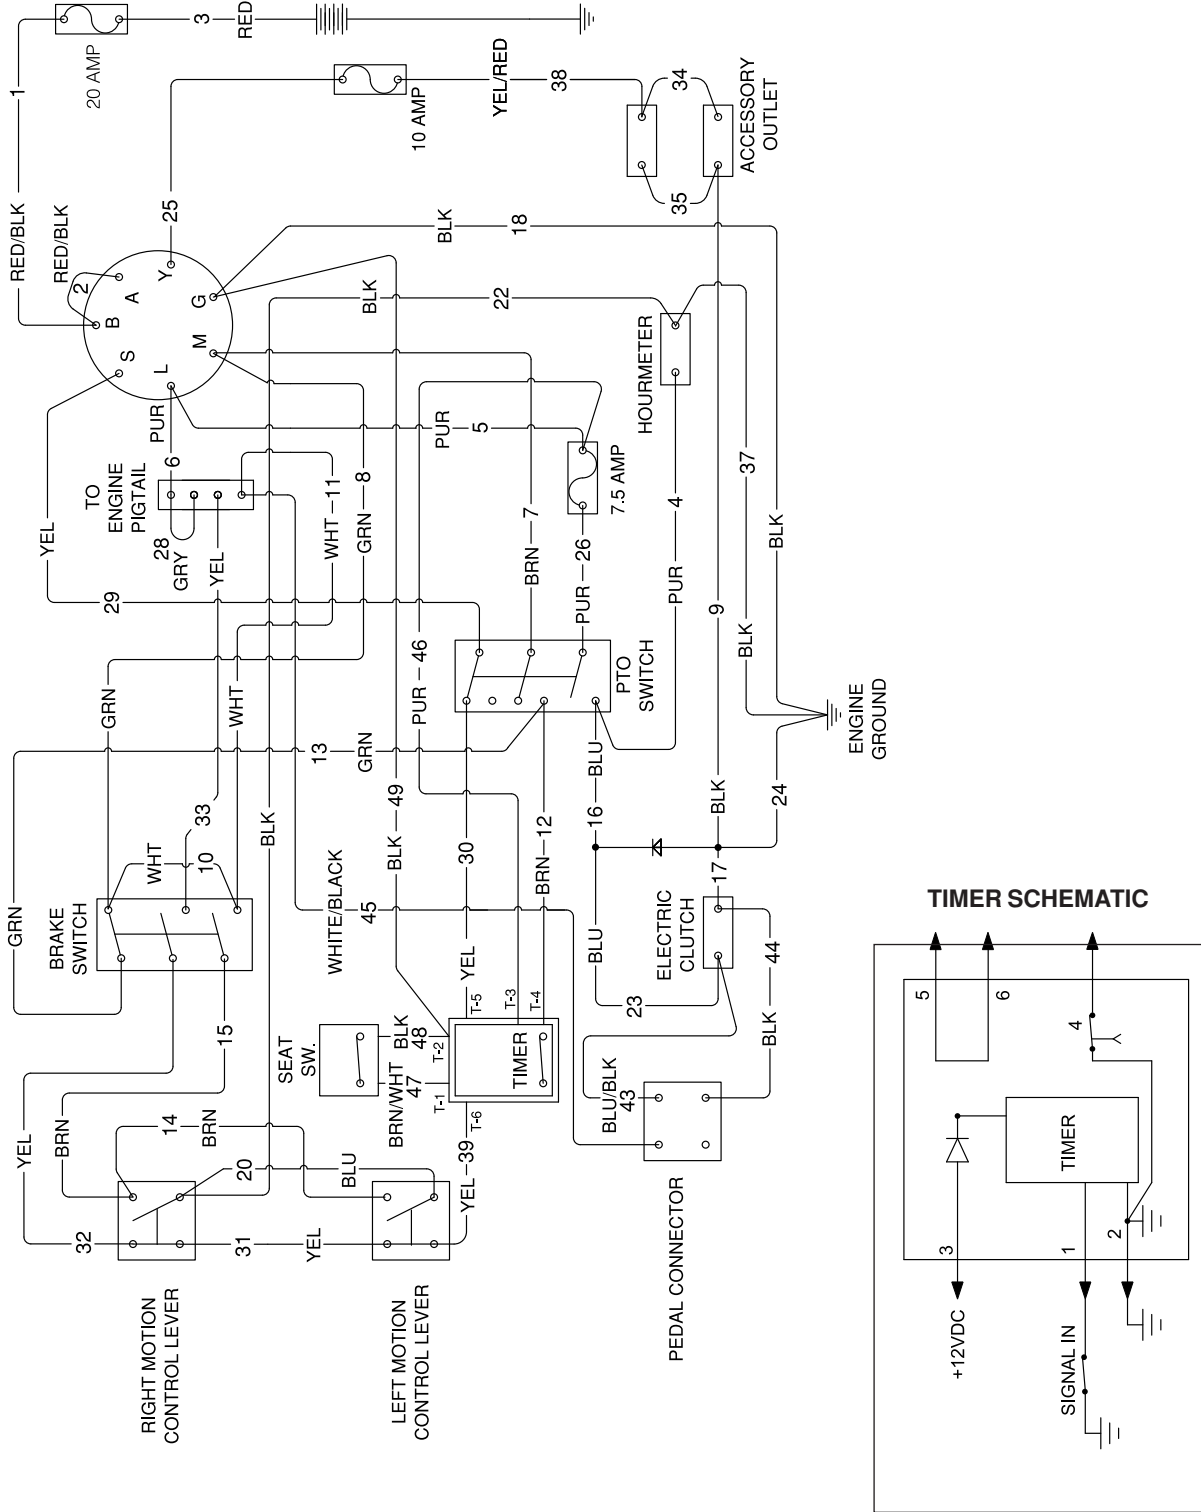 3
RED
1
20 AMP
YEL/RED
38
34
10 AMP
ACCESSORY
OUTLET
25
35
RED/BLK
RED/BLK
2
BLK
18
A
Y
B
G
BLK
22
S
M
L
HOURMETER
PUR
PUR
5
6
TO
ENGINE
PIGTAIL
8
11
7.5 AMP
37
4
YEL
28
GRY
YEL
WHT
GRN
7
BRN
26
PUR
BLK
PUR
29
9
46
PUR
BLK
PTO
SWITCH
GRN
WHT
13
GRN
BLU
ENGINE
GROUND
33
BLK
49
BLK
24
16
12
BRN
30
BLK
17
WHT
10
BRAKE
SWITCH
GRN
WHITE/BLACK
45
YEL
BLU
ELECTRIC
CLUTCH
44
TIMER SCHEMATIC
T-5
T-3
T-4
23
15
SEAT
SW.
BLK
48
T-2
BLK
TIMER
BRN/WHT
47
T-1
BLU/BLK
43
T-6
YEL
BRN
14
BRN
39
YEL
20
BLU
32
31
YEL
PEDAL CONNECTOR
RIGHT MOTION
CONTROL LEVER
LEFT MOTION
CONTROL LEVER
5
6
4
TIMER
3
1
2
+12VDC
SIGNAL IN